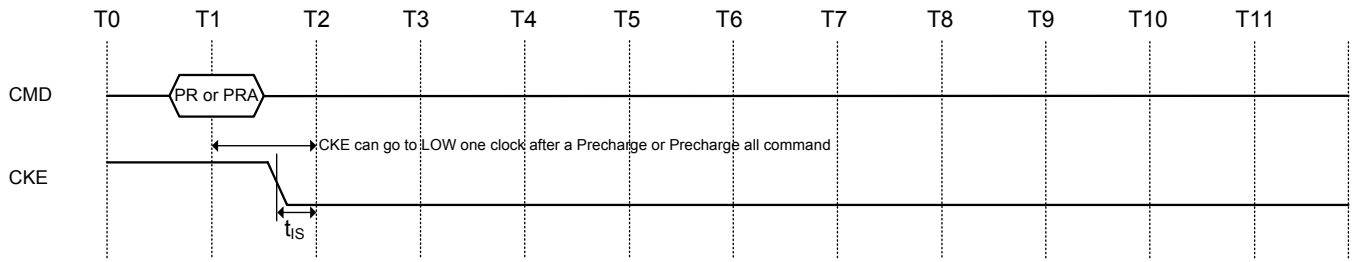 T0 T1 T2 T3 T4 T5 T6 T7 T8 T9 T10 T11
CMD
PR or PRA
CKE can go to LOW one clock after a Precharge or Precharge all command
CKE
tIS